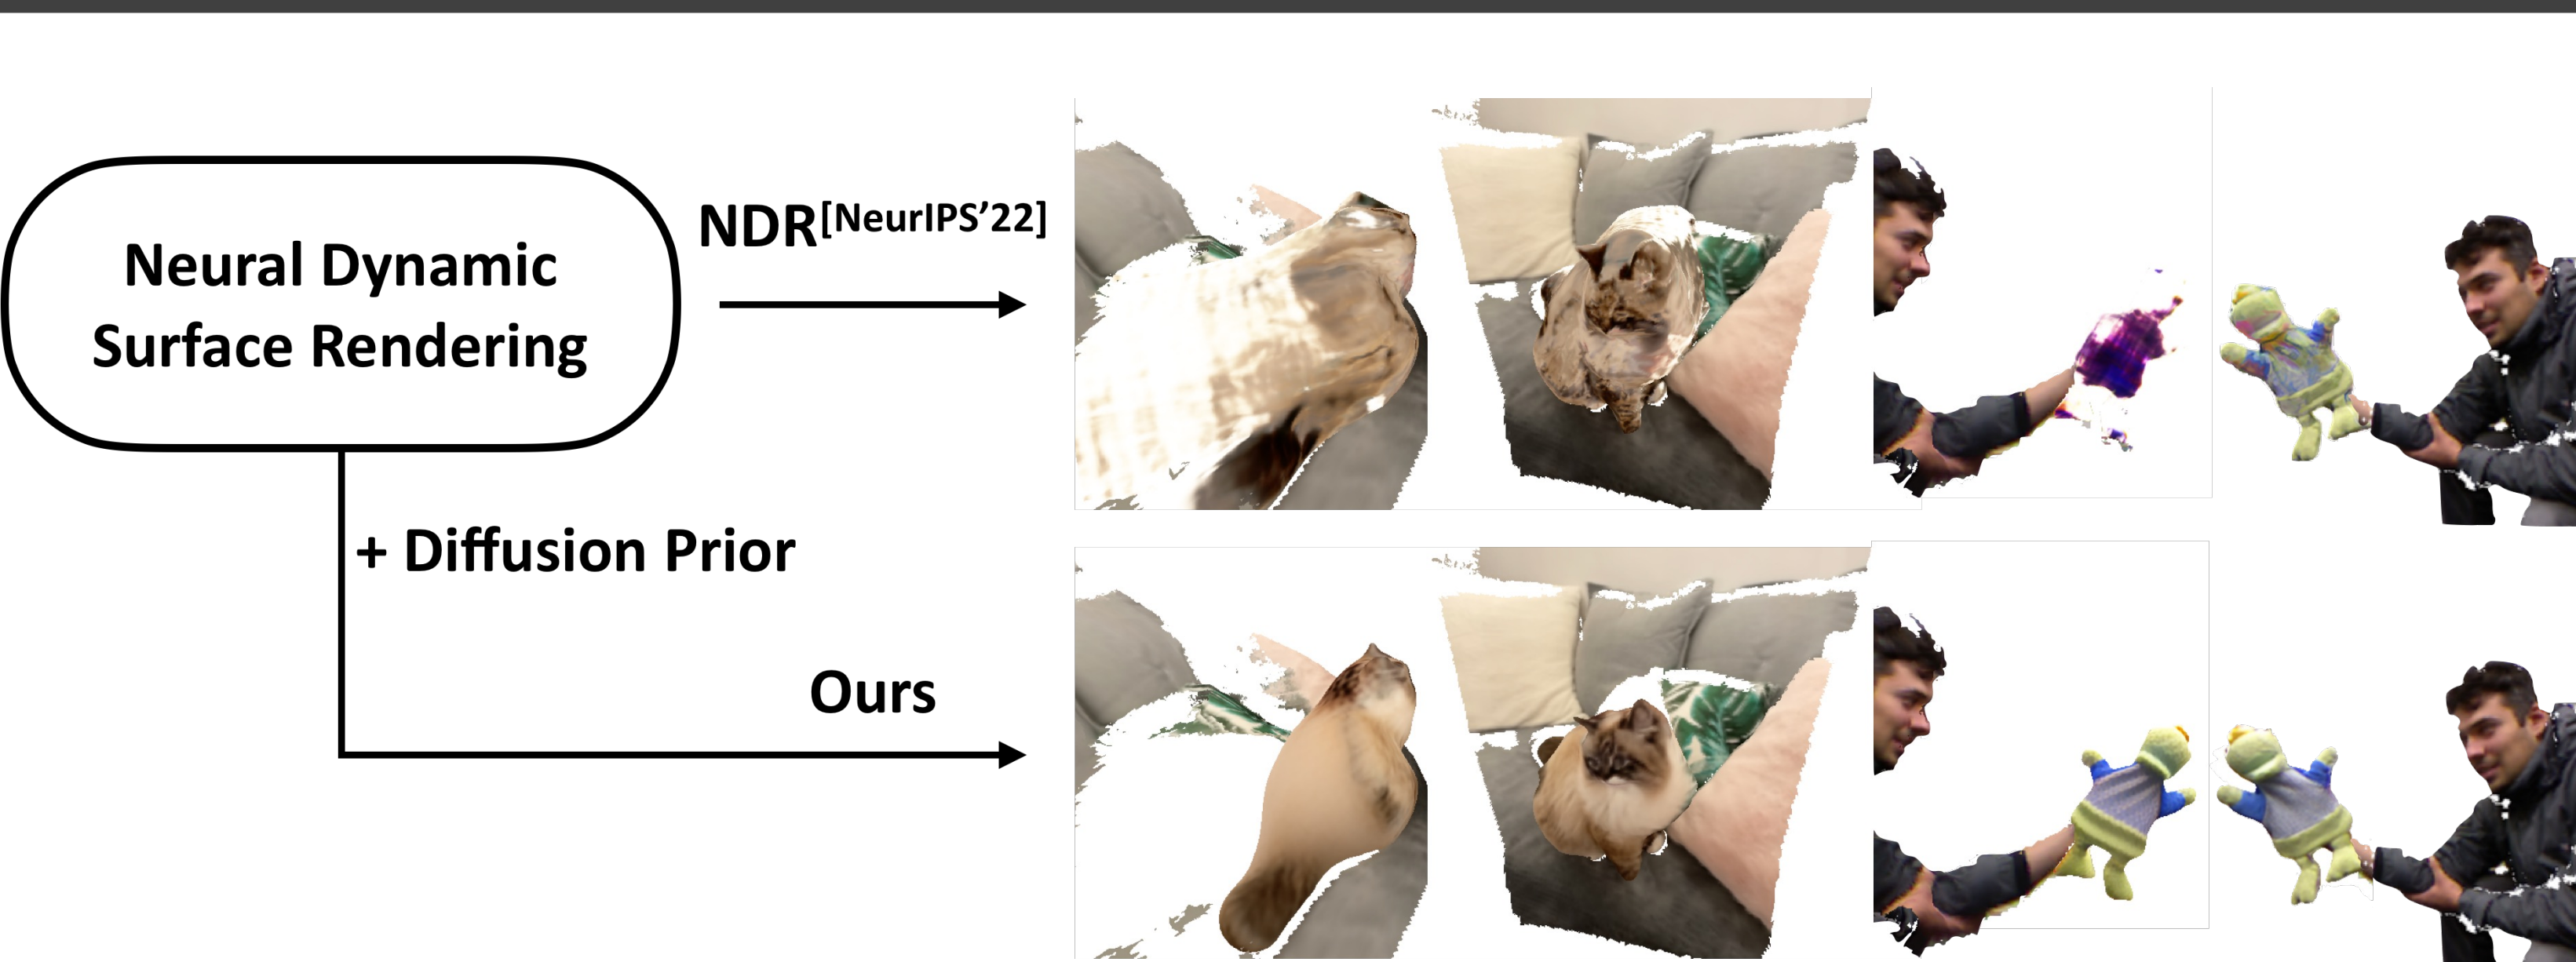 Neural Dynamic
Surface Rendering
NDR[NeurIPS’22]
+ Diffusion Prior
Ours